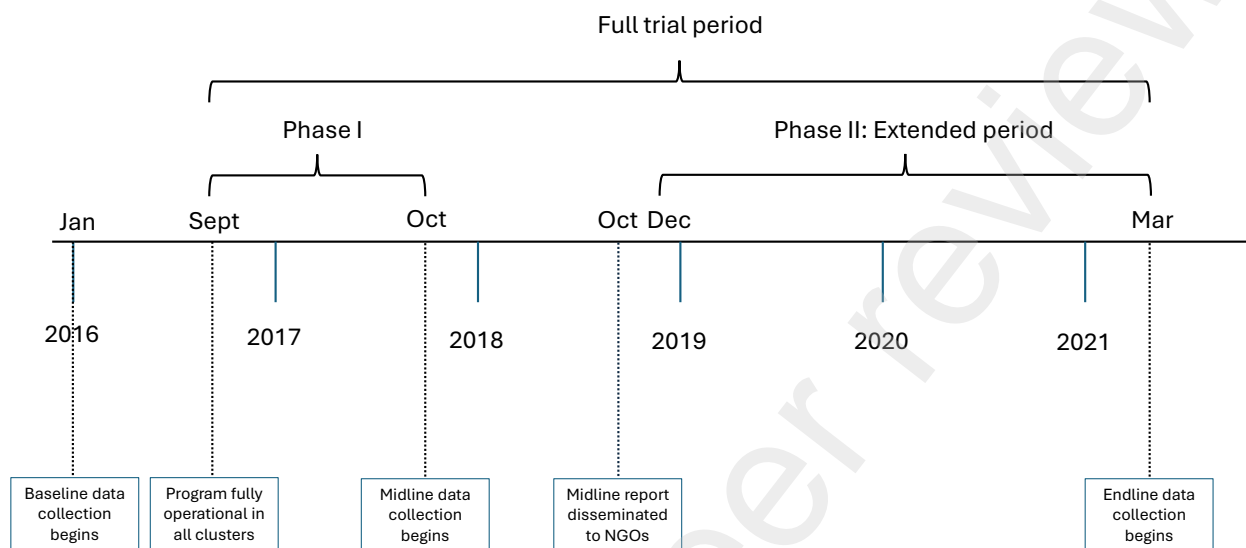 Full trial period
Phase I
Phase II: Extended period
Jan
Sept
Oct
Oct Dec
Mar
2016
2017
2018
2019
2020
2021
Baseline data
collection
begins
Program fully
operational in
all clusters
Midline data
collection
begins
Midline report
disseminated
to NGOs
Endline data
collection
begins
er review